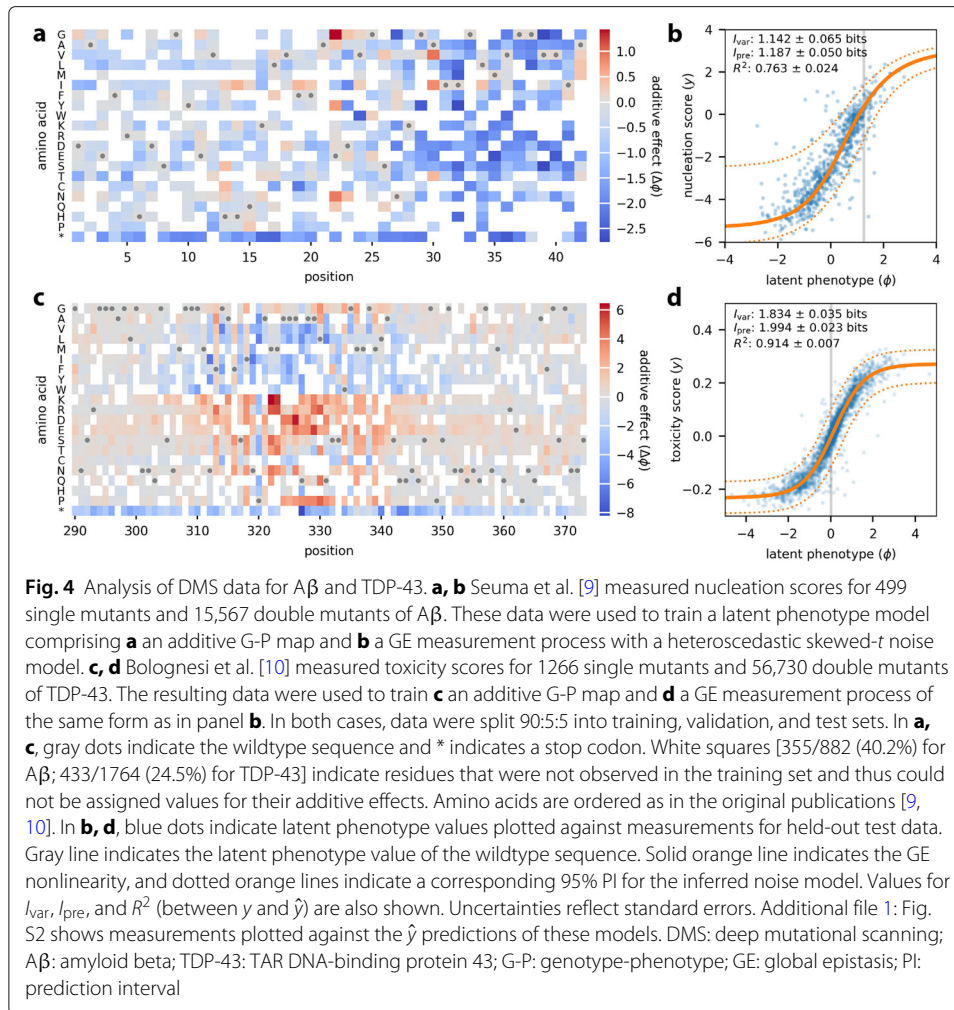 a
G
A
V
L
M
I
F
Y
W
K
R
D
E
S
T
C
N
Q
H
P
*
amino acid
5 10 15 20 25 30 35 40
position
1.0
0.5
0.0
−0.5
−1.0
−1.5
−2.0
−2.5
additive effect (Δϕ)
b
I_var: 1.142 ± 0.065 bits
I_pre: 1.187 ± 0.050 bits
R²: 0.763 ± 0.024
nucleation score (y)
4
2
0
−2
−4
−6
−4 −2 0 2 4
latent phenotype (ϕ)
c
G
A
V
L
M
I
F
Y
W
K
R
D
E
S
T
C
N
Q
H
P
*
amino acid
290 300 310 320 330 340 350 360 370
position
6
4
2
0
−2
−4
−6
−8
additive effect (Δϕ)
d
I_var: 1.834 ± 0.035 bits
I_pre: 1.994 ± 0.023 bits
R²: 0.914 ± 0.007
toxicity score (y)
0.4
0.2
0.0
−0.2
−4 −2 0 2 4
latent phenotype (ϕ)
Fig. 4 Analysis of DMS data for Aβ and TDP-43. a, b Seuma et al. [9] measured nucleation scores for 499
single mutants and 15,567 double mutants of Aβ. These data were used to train a latent phenotype model
comprising a an additive G-P map and b a GE measurement process with a heteroscedastic skewed-t noise
model. c, d Bolognesi et al. [10] measured toxicity scores for 1266 single mutants and 56,730 double mutants
of TDP-43. The resulting data were used to train c an additive G-P map and d a GE measurement process of
the same form as in panel b. In both cases, data were split 90:5:5 into training, validation, and test sets. In a,
c, gray dots indicate the wildtype sequence and * indicates a stop codon. White squares [355/882 (40.2%) for
Aβ; 433/1764 (24.5%) for TDP-43] indicate residues that were not observed in the training set and thus could
not be assigned values for their additive effects. Amino acids are ordered as in the original publications [9,
10]. In b, d, blue dots indicate latent phenotype values plotted against measurements for held-out test data.
Gray line indicates the latent phenotype value of the wildtype sequence. Solid orange line indicates the GE
nonlinearity, and dotted orange lines indicate a corresponding 95% PI for the inferred noise model. Values for
I_var, I_pre, and R² (between y and ŷ) are also shown. Uncertainties reflect standard errors. Additional file 1: Fig.
S2 shows measurements plotted against the ŷ predictions of these models. DMS: deep mutational scanning;
Aβ: amyloid beta; TDP-43: TAR DNA-binding protein 43; G-P: genotype-phenotype; GE: global epistasis; PI:
prediction interval